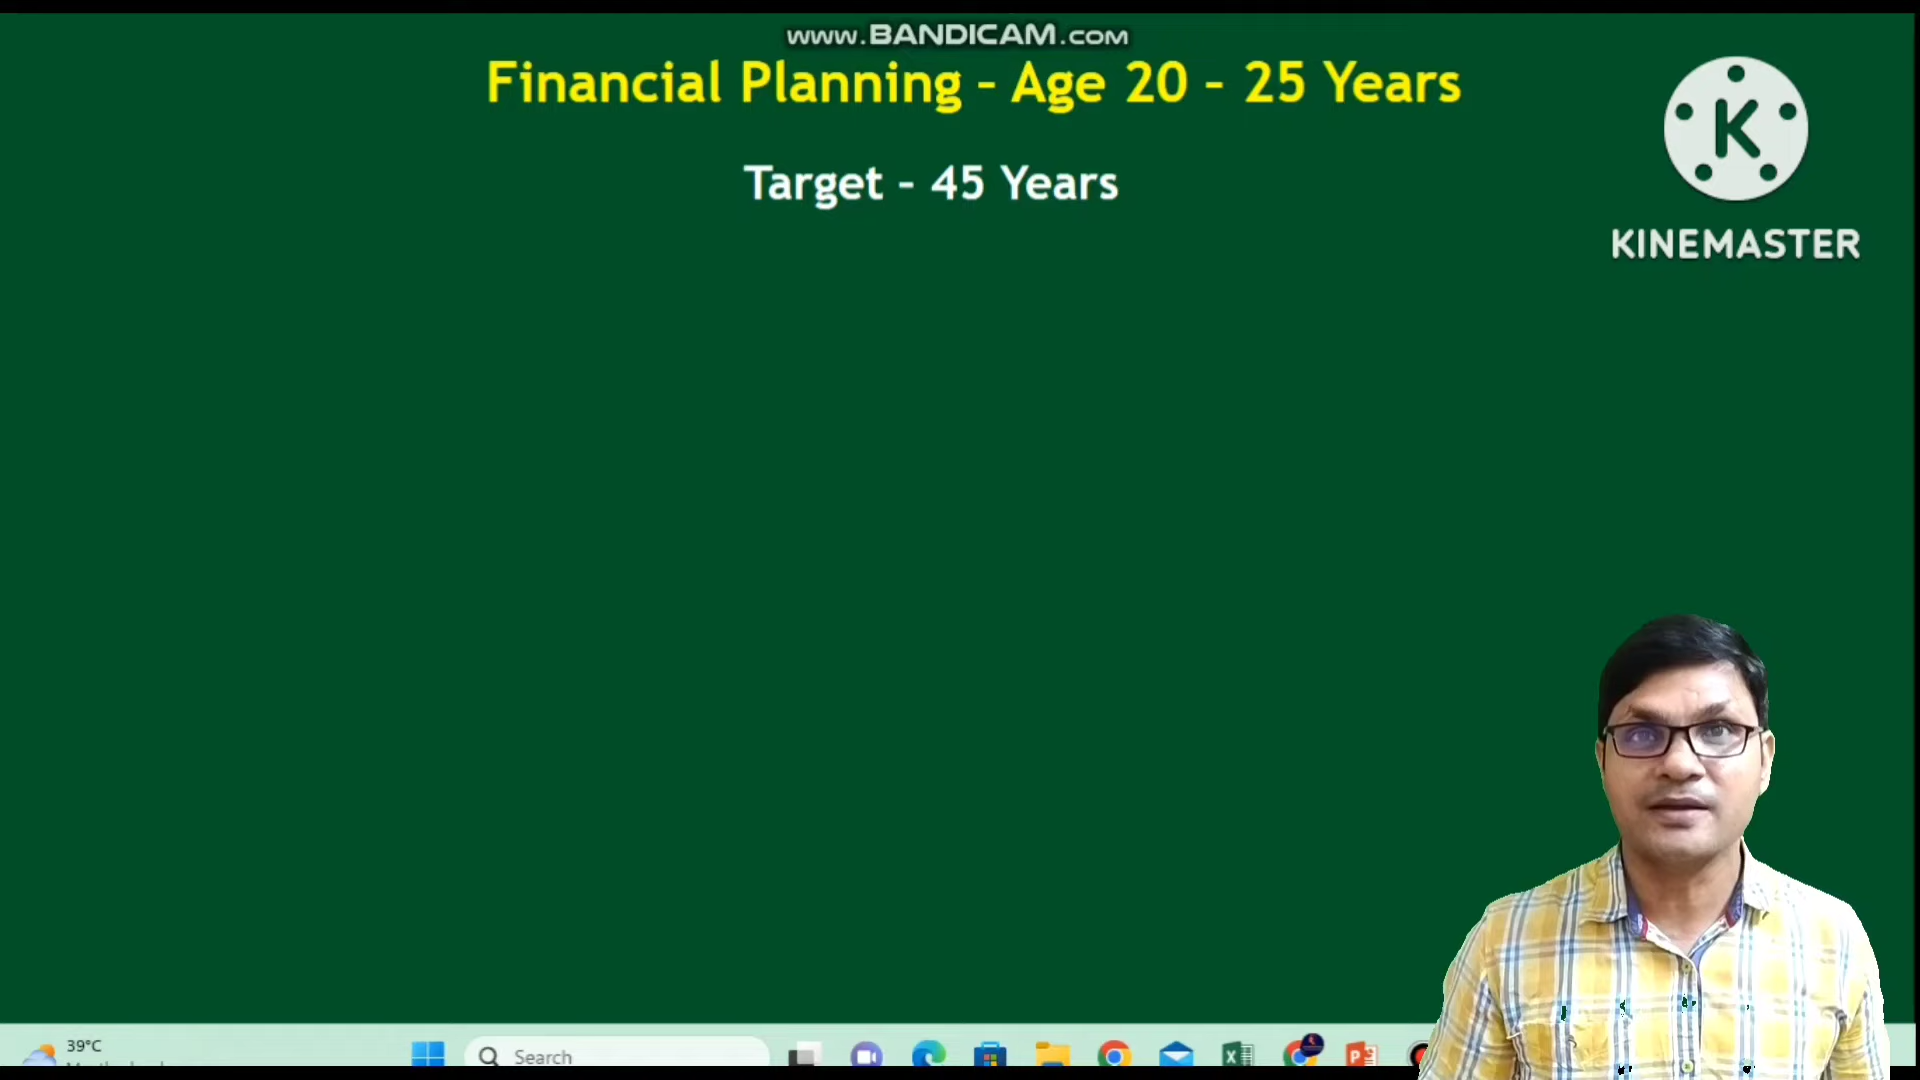 www.BANDICAM.com
Financial Planning - Age 20 - 25 Years
Target - 45 Years
K
KINEMASTER
39°C
Search